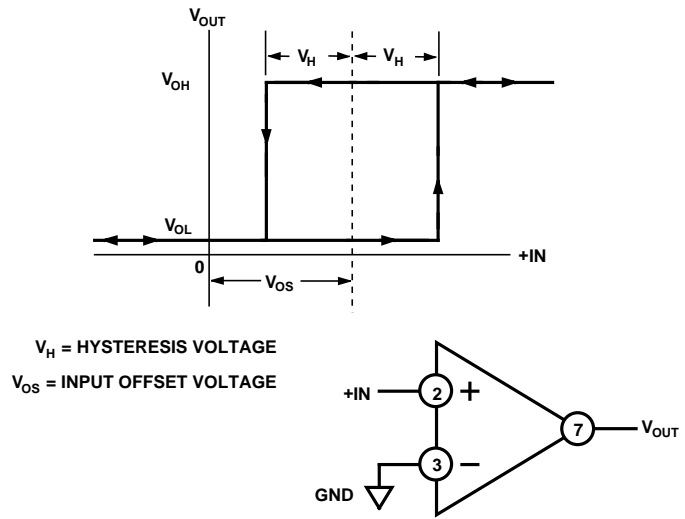 VOUT
VH VH
VOH
VOL
0
+IN
VOS
VH = HYSTERESIS VOLTAGE
VOS = INPUT OFFSET VOLTAGE
+IN
2
+
7
VOUT
3
−
GND